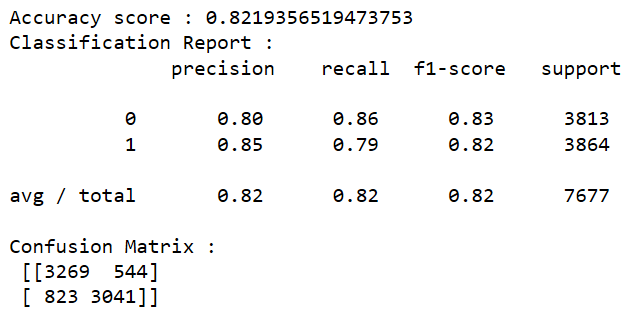 Accuracy score : 0.8219356519473753
Classification Report :
precision recall f1-score support
0 0.80 0.86 0.83 3813
1 0.85 0.79 0.82 3864
avg / total 0.82 0.82 0.82 7677
Confusion Matrix :
[[3269 544]
[ 823 3041]]